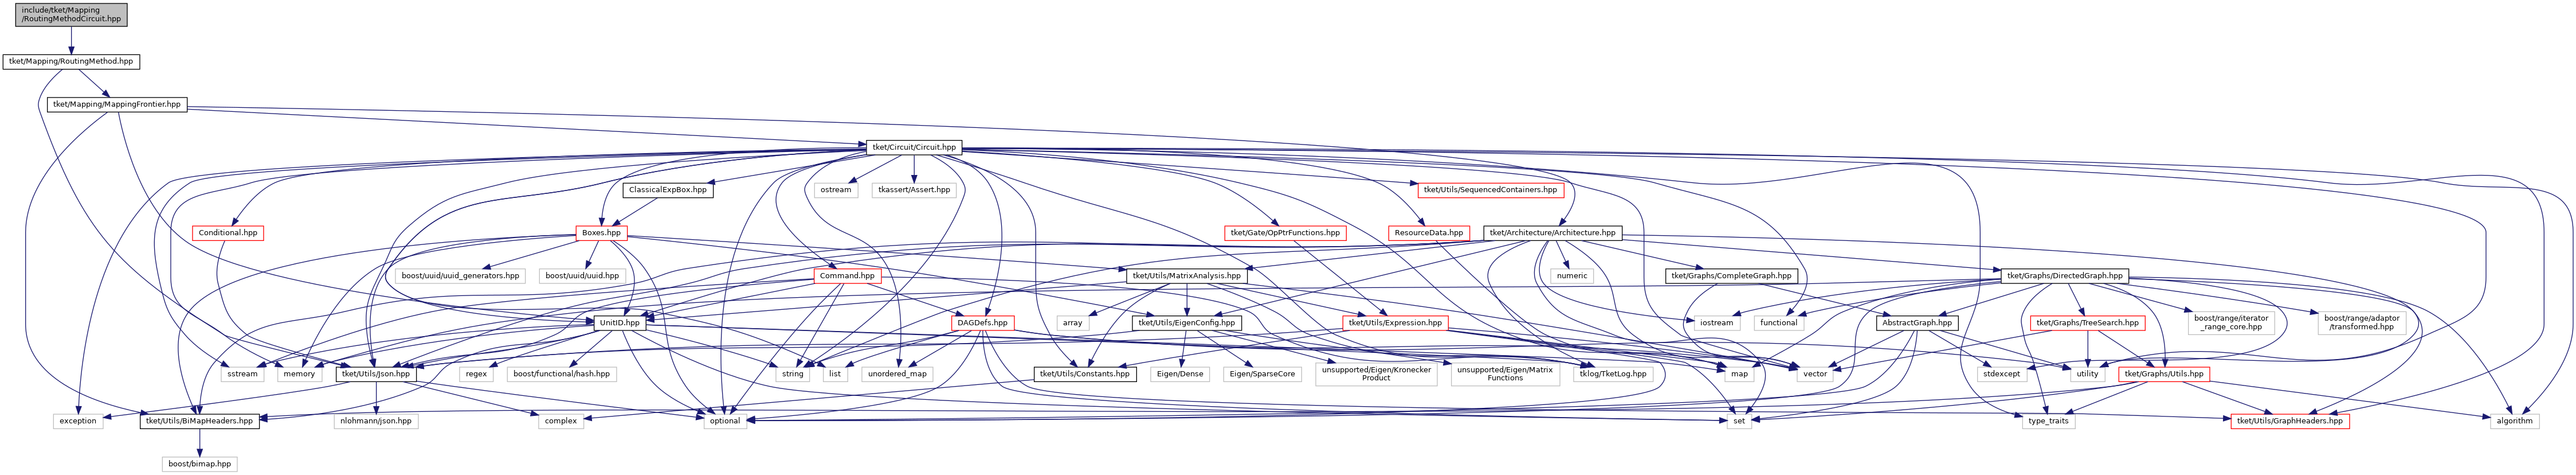 include/tket/Mapping
/RoutingMethodCircuit.hpp
tket/Mapping/RoutingMethod.hpp
tket/Mapping/MappingFrontier.hpp
tket/Circuit/Circuit.hpp
ClassicalExpBox.hpp
ostream
tkassert/Assert.hpp
tket/Utils/SequencedContainers.hpp
Conditional.hpp
Boxes.hpp
tket/Gate/OpPtrFunctions.hpp
ResourceData.hpp
tket/Architecture/Architecture.hpp
boost/uuid/uuid_generators.hpp
boost/uuid/uuid.hpp
Command.hpp
tket/Utils/MatrixAnalysis.hpp
numeric
tket/Graphs/CompleteGraph.hpp
tket/Graphs/DirectedGraph.hpp
UnitID.hpp
DAGDefs.hpp
array
tket/Utils/EigenConfig.hpp
tket/Utils/Expression.hpp
iostream
functional
AbstractGraph.hpp
tket/Graphs/TreeSearch.hpp
boost/range/iterator
_range_core.hpp
boost/range/adaptor
/transformed.hpp
sstream
memory
tket/Utils/Json.hpp
regex
boost/functional/hash.hpp
string
list
unordered_map
tket/Utils/Constants.hpp
Eigen/Dense
Eigen/SparseCore
unsupported/Eigen/Kronecker
Product
unsupported/Eigen/Matrix
Functions
tklog/TketLog.hpp
map
vector
stdexcept
utility
tket/Graphs/Utils.hpp
exception
tket/Utils/BiMapHeaders.hpp
nlohmann/json.hpp
complex
optional
set
type_traits
tket/Utils/GraphHeaders.hpp
algorithm
boost/bimap.hpp